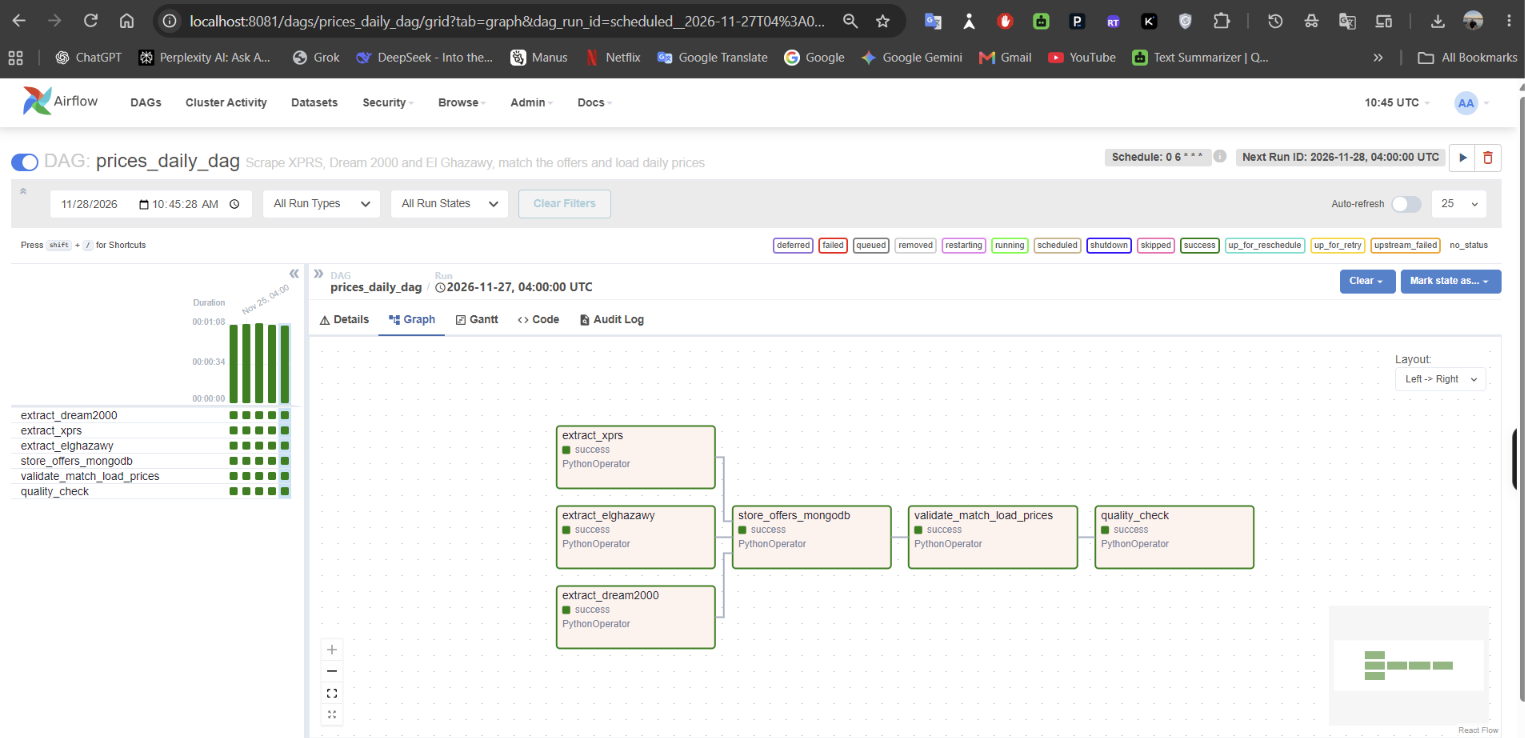 localhost:8081/dags/prices_daily_dag/grid?tab=graph&dag_run_id=scheduled__2026-11-27T04%3A0...
ChatGPT Perplexity AI: Ask A... Grok DeepSeek - Into the... Manus Netflix Google Translate Google Google Gemini Gmail YouTube Text Summarizer | Q... » All Bookmarks
Airflow DAGs Cluster Activity Datasets Security Browse Admin Docs 10:45 UTC AA
DAG: prices_daily_dag Scrape XPRS, Dream 2000 and El Ghazawy, match the offers and load daily prices Schedule: 0 6 * * * Next Run ID: 2026-11-28, 04:00:00 UTC
11/28/2026 10:45:28 AM All Run Types All Run States Clear Filters Auto-refresh 25
Press shift + / for Shortcuts deferred failed queued removed restarting running scheduled shutdown skipped success up_for_reschedule up_for_retry upstream_failed no_status
DAG Run
prices_daily_dag / 2026-11-27, 04:00:00 UTC Clear Mark state as...
Nov 25, 04:00
Duration
00:01:08
00:00:34
00:00:00
extract_dream2000
extract_xprs
extract_elghazawy
store_offers_mongodb
validate_match_load_prices
quality_check
Details Graph Gantt Code Audit Log
Layout:
Left -> Right
extract_xprs
success
PythonOperator
extract_elghazawy
success
PythonOperator
extract_dream2000
success
PythonOperator
store_offers_mongodb
success
PythonOperator
validate_match_load_prices
success
PythonOperator
quality_check
success
PythonOperator
React Flow